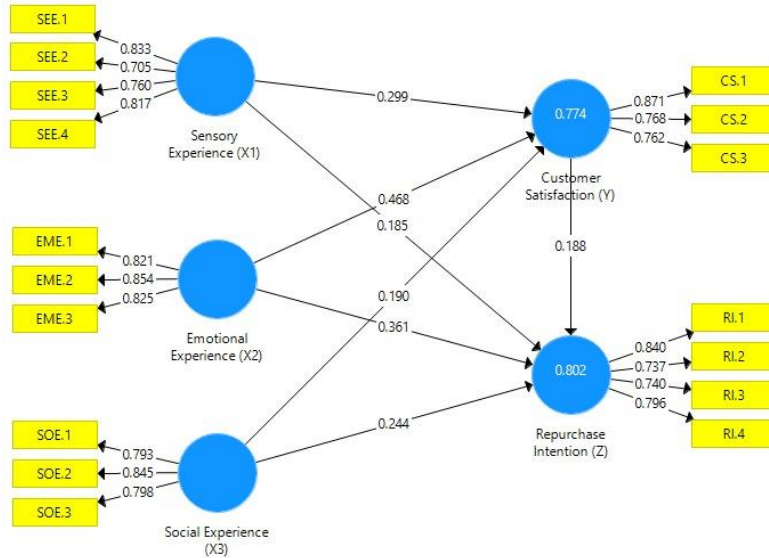 SEE.1
SEE.2
SEE.3
SEE.4
0.833
0.705
0.760
0.817
Sensory
Experience (X1)
0.299
0.774
Customer
Satisfaction (Y)
0.871
0.768
0.762
CS.1
CS.2
CS.3
0.468
0.185
0.188
EME.1
EME.2
EME.3
0.821
0.854
0.825
Emotional
Experience (X2)
0.190
0.361
0.802
Repurchase
Intention (Z)
0.840
0.737
0.740
0.796
RI.1
RI.2
RI.3
RI.4
0.244
SOE.1
SOE.2
SOE.3
0.793
0.845
0.798
Social Experience
(X3)